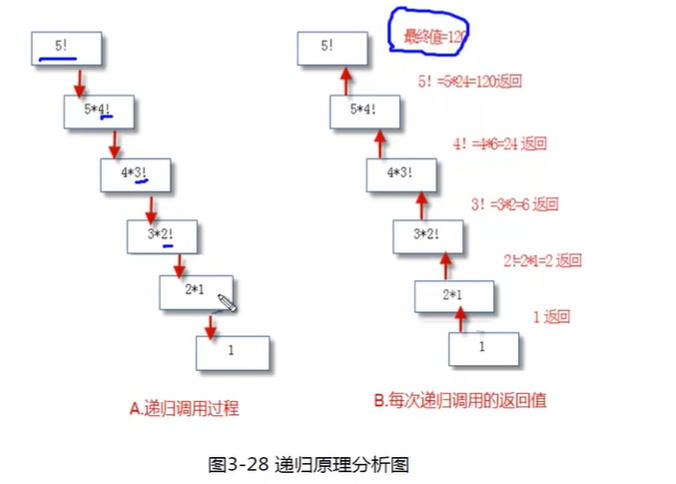 5!
5*4!
4*3!
3*2!
2*1
1
A.递归调用过程
5!
最终值=120
5! =5*24=120返回
5*4!
4! =4*6=24 返回
4*3!
3! =3*2=6 返回
3*2!
2!=2*1=2 返回
2*1
1 返回
1
B.每次递归调用的返回值
图3-28 递归原理分析图